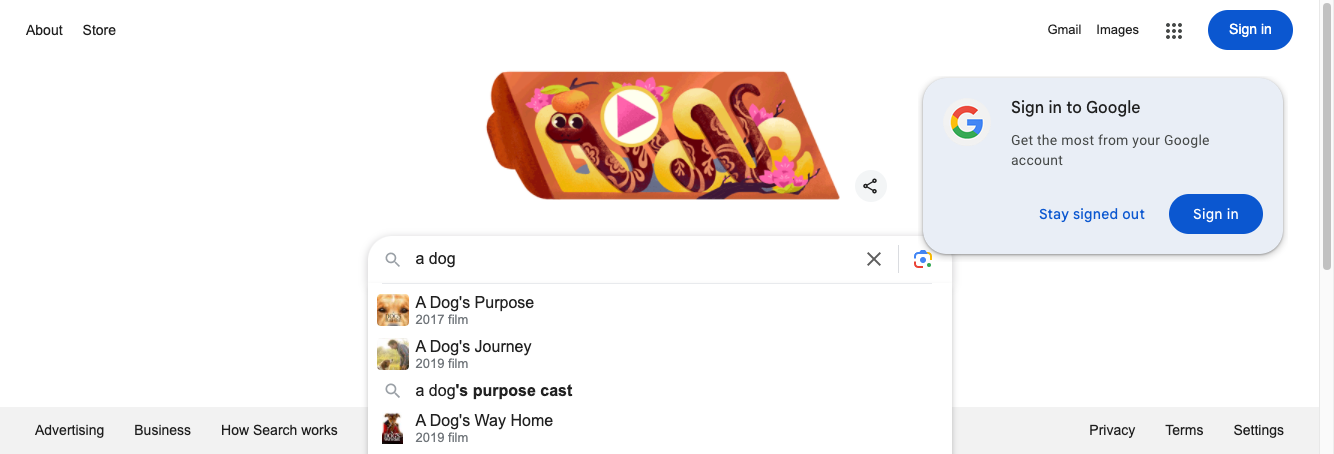 About Store
Gmail Images
Sign in
Sign in to Google
Get the most from your Google
account
Stay signed out
Sign in
a dog
A Dog's Purpose
2017 film
A Dog's Journey
2019 film
a dog's purpose cast
A Dog's Way Home
2019 film
Advertising Business How Search works
Privacy Terms Settings